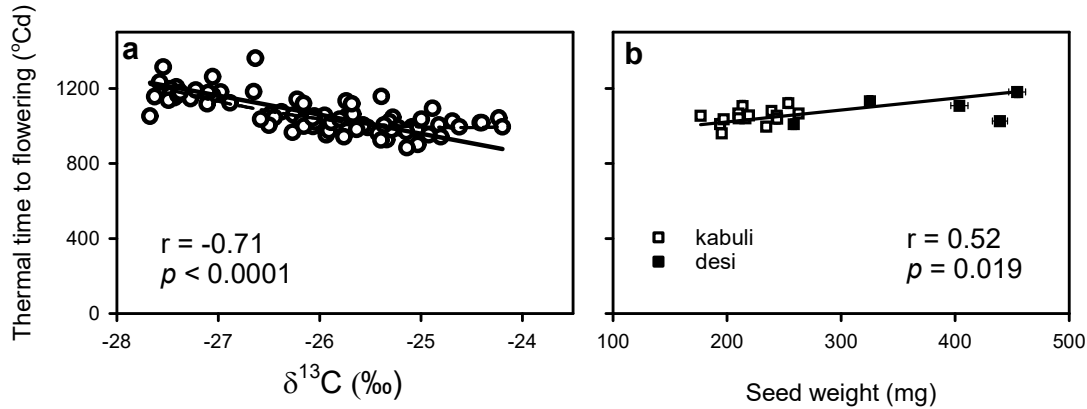 Thermal time to flowering (°Cd)
a
1200
800
400
0
r = -0.71
p < 0.0001
-28
-27
-26
-25
-24
δ13C (‰)
b
kabuli
desi
r = 0.52
p = 0.019
100
200
300
400
500
Seed weight (mg)